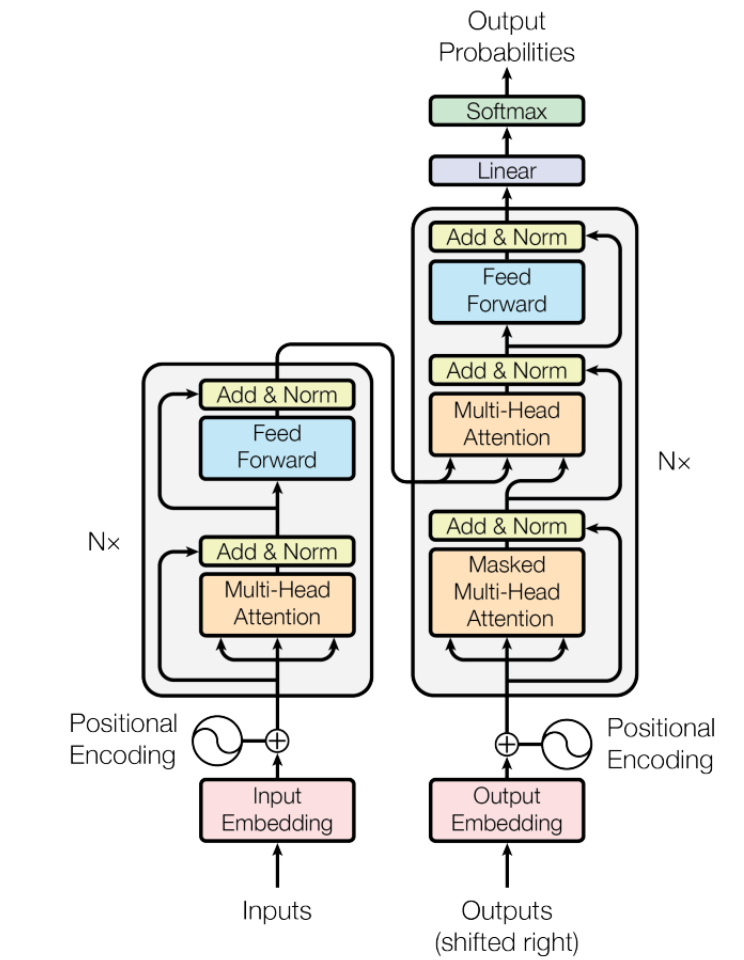 Output
Probabilities
Softmax
Linear
Add & Norm
Feed
Forward
Add & Norm
Multi-Head
Attention
Add & Norm
Masked
Multi-Head
Attention
N×
Add & Norm
Feed
Forward
Add & Norm
Multi-Head
Attention
N×
Positional
Encoding
Positional
Encoding
Input
Embedding
Output
Embedding
Inputs
Outputs
(shifted right)